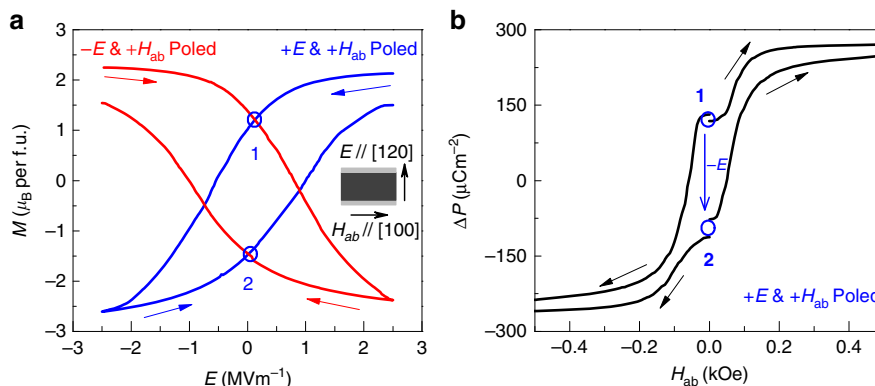 a
−E & +Hab Poled
+E & +Hab Poled
1
2
E // [120]
Hab // [100]
3
2
1
0
−1
−2
−3
M (μB per f.u.)
−3 −2 −1 0 1 2 3
E (MVm−1)
b
300
150
0
−150
−300
ΔP (μCm−2)
1
−E
2
+E & +Hab Poled
−0.4 −0.2 0.0 0.2 0.4
Hab (kOe)